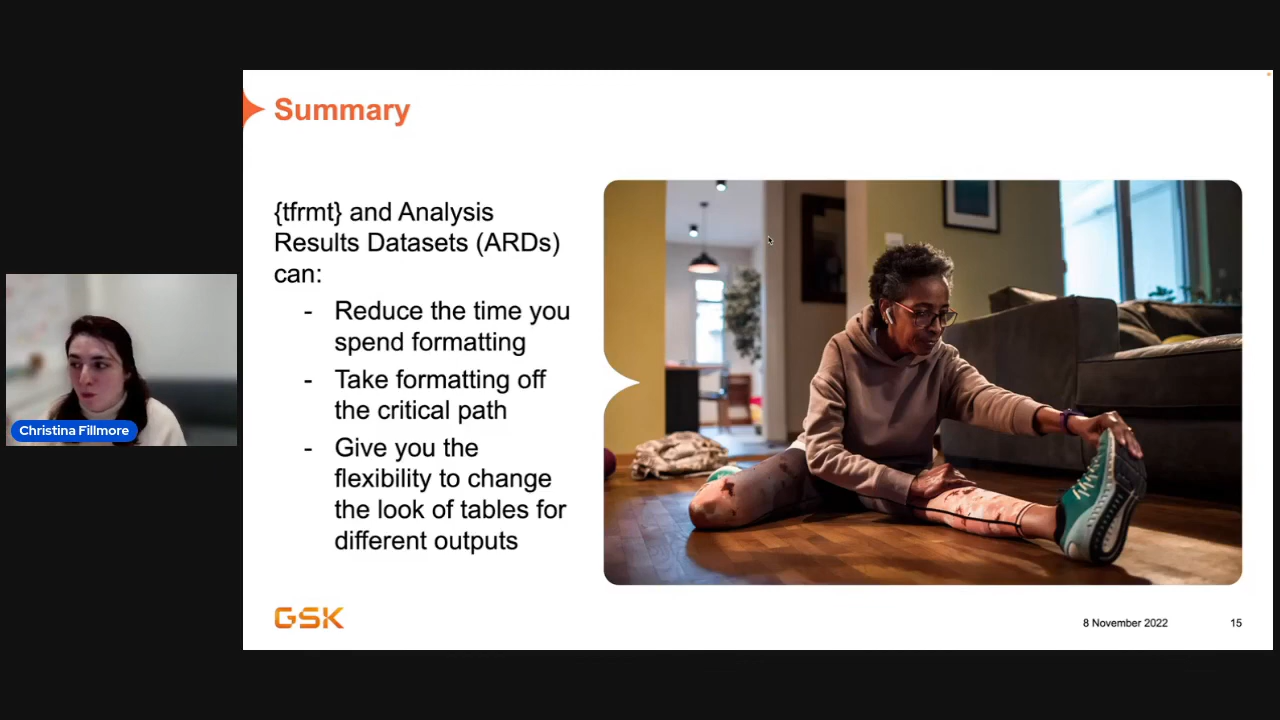 Summary
{tfrmt} and Analysis
Results Datasets (ARDs)
can:
- Reduce the time you
spend formatting
- Take formatting off
the critical path
- Give you the
flexibility to change
the look of tables for
different outputs
Christina Fillmore
GSK
8 November 2022
15